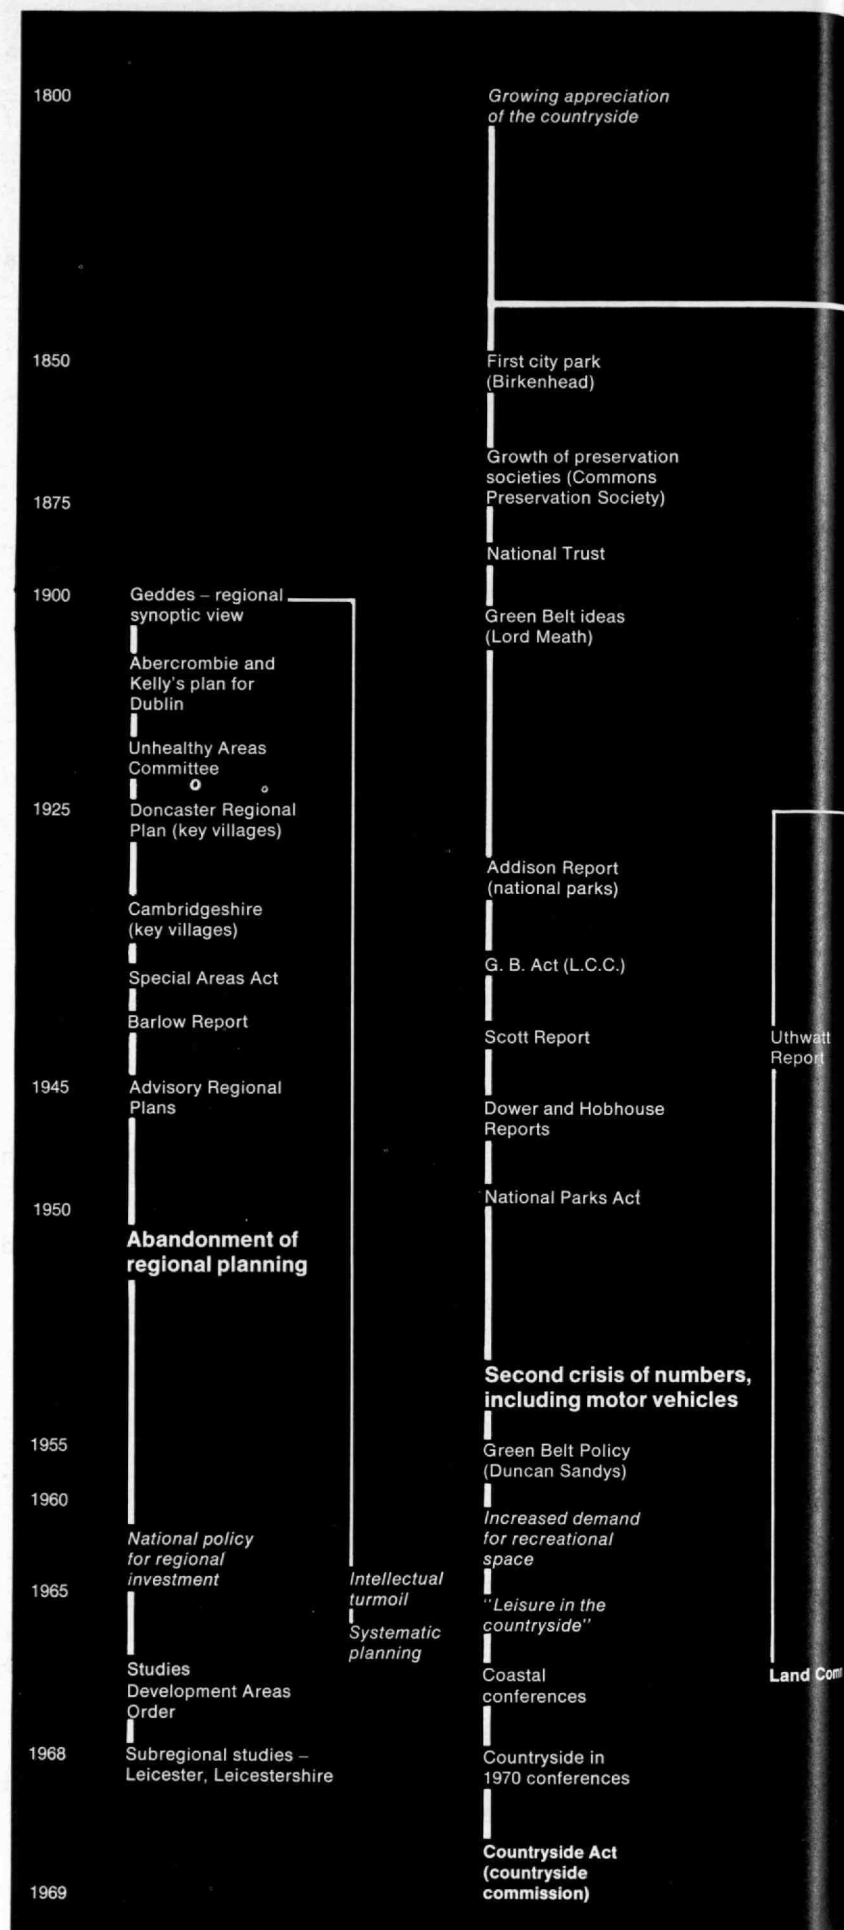 1800
1850
1875
1900
1925
1945
1950
1955
1960
1965
1968
1969
Geddes – regional
synoptic view
Abercrombie and
Kelly's plan for
Dublin
Unhealthy Areas
Committee
Doncaster Regional
Plan (key villages)
Cambridgeshire
(key villages)
Special Areas Act
Barlow Report
Advisory Regional
Plans
Abandonment of
regional planning
National policy
for regional
investment
Studies
Development Areas
Order
Subregional studies –
Leicester, Leicestershire
Intellectual
turmoil
Systematic
planning
Growing appreciation
of the countryside
First city park
(Birkenhead)
Growth of preservation
societies (Commons
Preservation Society)
National Trust
Green Belt ideas
(Lord Meath)
Addison Report
(national parks)
G. B. Act (L.C.C.)
Scott Report
Dower and Hobhouse
Reports
National Parks Act
Second crisis of numbers,
including motor vehicles
Green Belt Policy
(Duncan Sandys)
Increased demand
for recreational
space
"Leisure in the
countryside"
Coastal
conferences
Countryside in
1970 conferences
Countryside Act
(countryside
commission)
Uthwatt
Report
Land